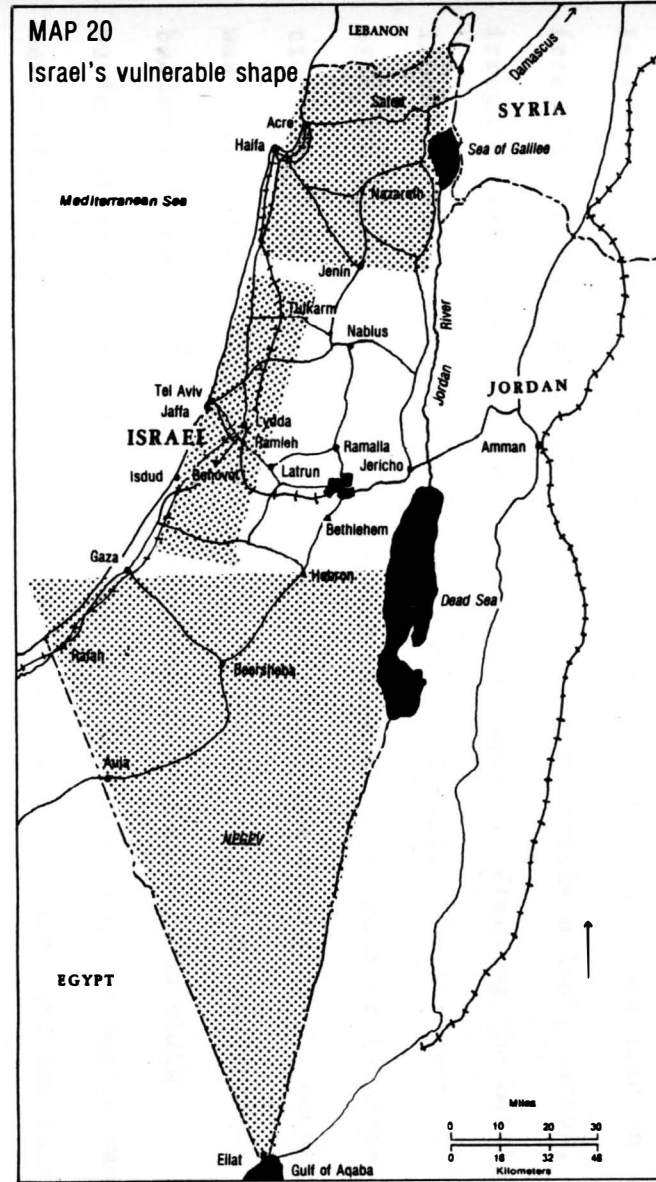 MAP 20
Israel's vulnerable shape
LEBANON
Damascus
SYRIA
Safed
Acre
Haifa
Sea of Galilee
Mediterranean Sea
Nazareth
Jenin
Tulkarm
Nablus
River
Jordan
JORDAN
Tel Aviv
Jaffa
Lydda
ISRAEL
Ramleh
Ramalla
Amman
Jericho
Latrun
Isdud
Rehovot
Bethlehem
Gaza
Hebron
Dead Sea
Rafah
Beersheba
Auja
NEGEV
EGYPT
Miles
0 10 20 30
0 16 32 48
Kilometers
Eilat
Gulf of Aqaba